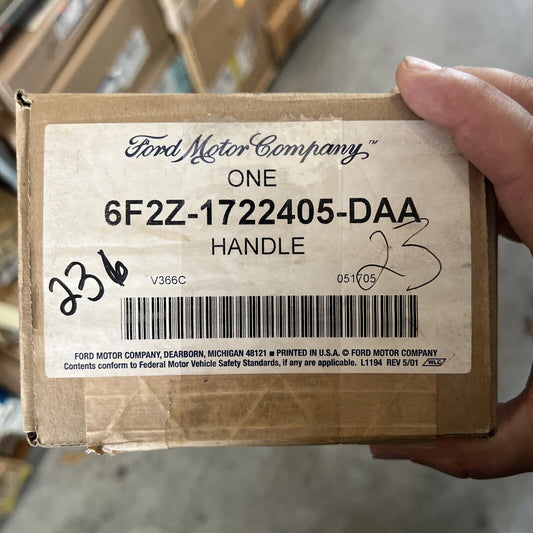 Ford Motor Company™
ONE
6F2Z-1722405-DAA
HANDLE
236
V366C
051705
23
FORD MOTOR COMPANY, DEARBORN, MICHIGAN 48121 ■ PRINTED IN U.S.A. © FORD MOTOR COMPANY
Contents conform to Federal Motor Vehicle Safety Standards, if any are applicable. L1194 REV 5/01 WLC